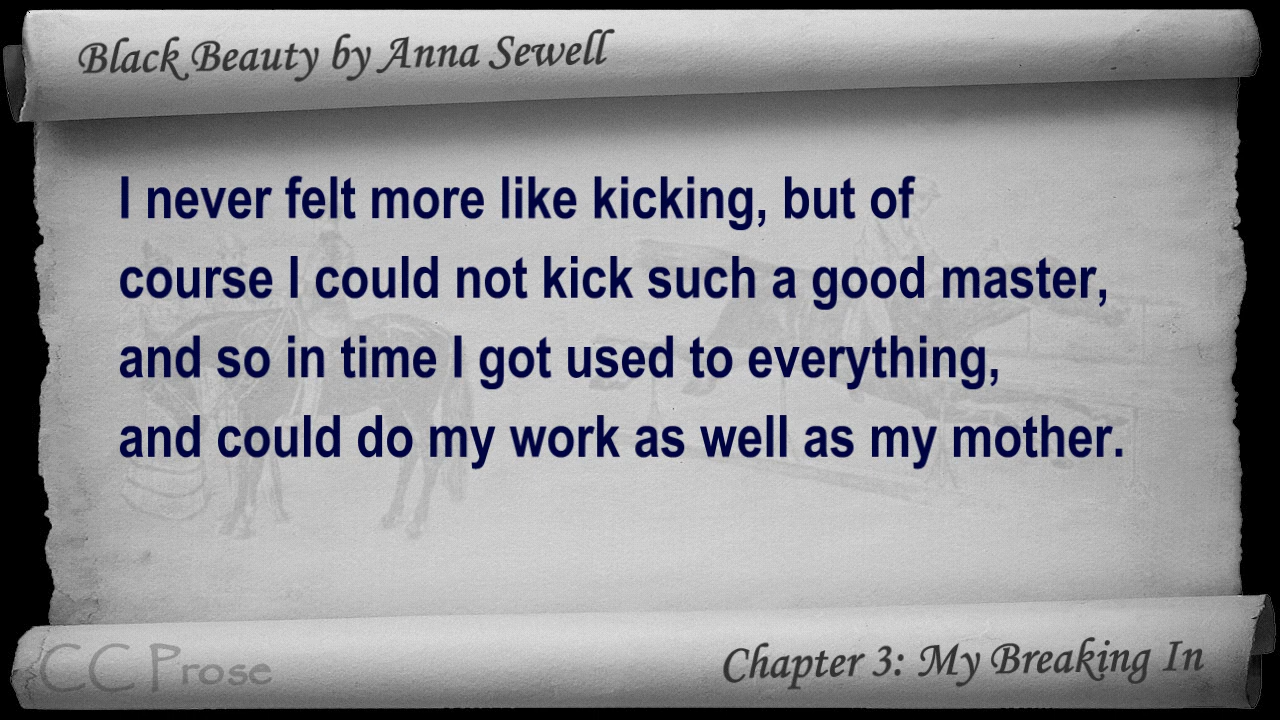 Black Beauty by Anna Sewell
I never felt more like kicking, but of
course I could not kick such a good master,
and so in time I got used to everything,
and could do my work as well as my mother.
CC Prose
Chapter 3: My Breaking In